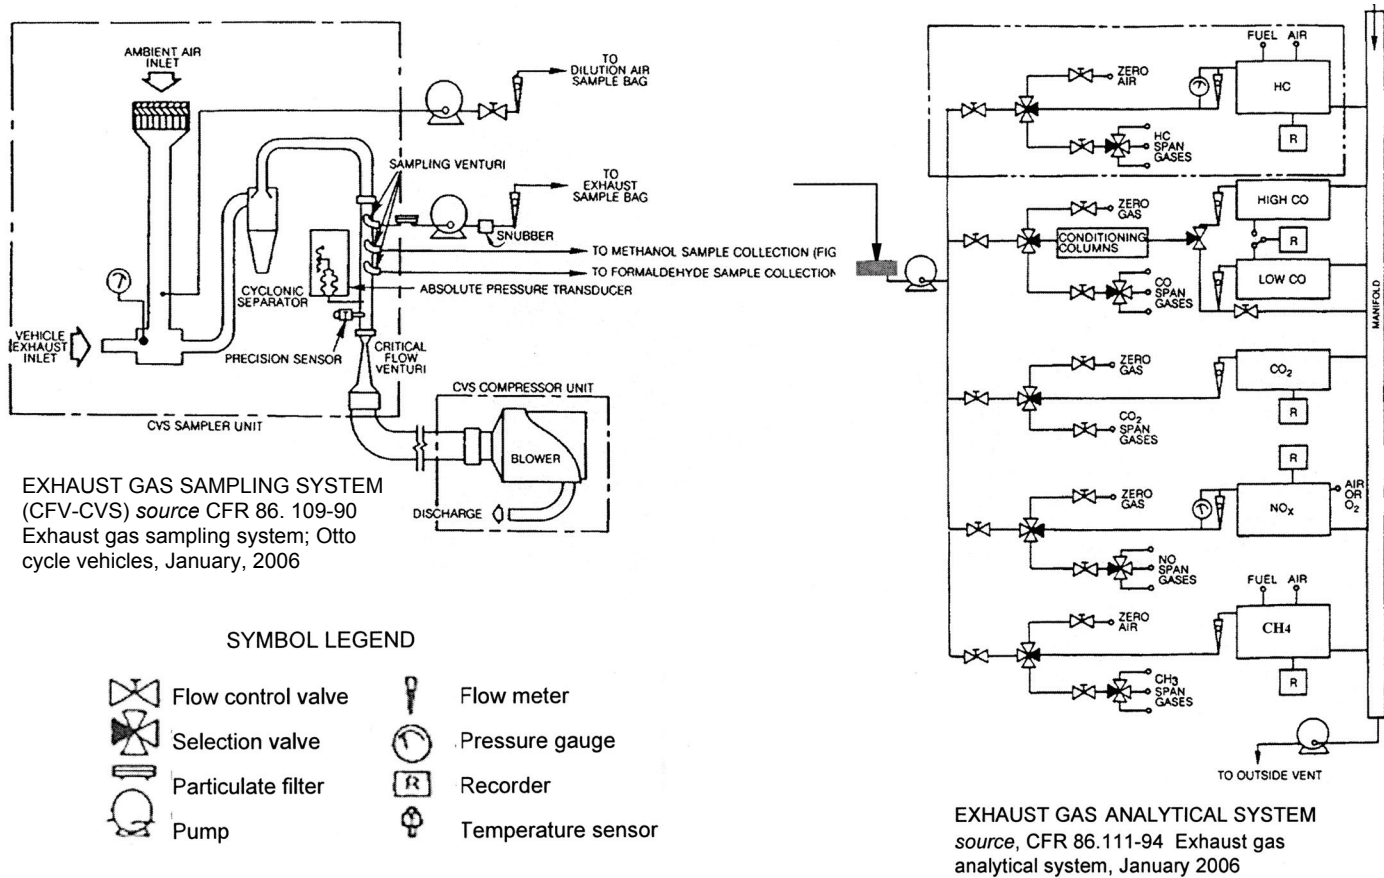 AMBIENT AIR
INLET
TO
DILUTION AIR
SAMPLE BAG
SAMPLING VENTURI
TO
EXHAUST
SAMPLE BAG
SNUBBER
TO METHANOL SAMPLE COLLECTION (FIG
TO FORMALDEHYDE SAMPLE COLLECTION
CYCLONIC
SEPARATOR
ABSOLUTE PRESSURE TRANSDUCER
VEHICLE
EXHAUST
INLET
PRECISION SENSOR
CRITICAL
FLOW
VENTURI
CVS COMPRESSOR UNIT
CVS SAMPLER UNIT
BLOWER
DISCHARGE
EXHAUST GAS SAMPLING SYSTEM
(CFV-CVS) source CFR 86. 109-90
Exhaust gas sampling system; Otto
cycle vehicles, January, 2006
SYMBOL LEGEND
Flow control valve
Selection valve
Particulate filter
Pump
Flow meter
Pressure gauge
R
Recorder
Temperature sensor
FUEL AIR
ZERO
AIR
HC
R
HC
SPAN
GASES
ZERO
GAS
HIGH CO
CONDITIONING
COLUMNS
R
CO
SPAN
GASES
LOW CO
MANIFOLD
ZERO
GAS
CO2
R
CO2
SPAN
GASES
R
ZERO
GAS
NOX
AIR
OR
O2
NO
SPAN
GASES
FUEL AIR
ZERO
AIR
CH4
R
CH3
SPAN
GASES
TO OUTSIDE VENT
EXHAUST GAS ANALYTICAL SYSTEM
source, CFR 86.111-94 Exhaust gas
analytical system, January 2006